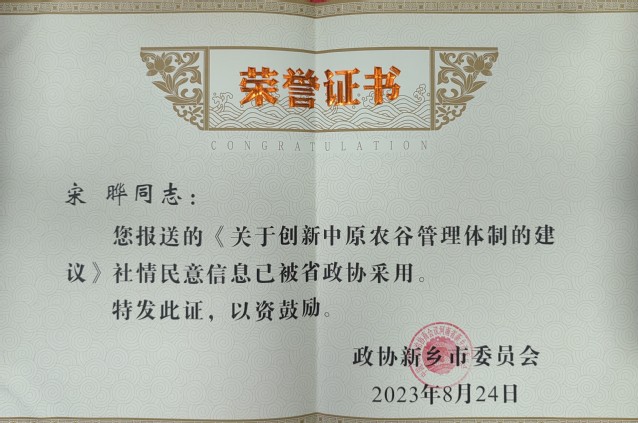 荣誉证书
CONGRATULATION
宋 晔同志：
您报送的《关于创新中原农谷管理体制的建
议》社情民意信息已被省政协采用。
特发此证，以资鼓励。
政协新乡市委员会
2023年8月24日